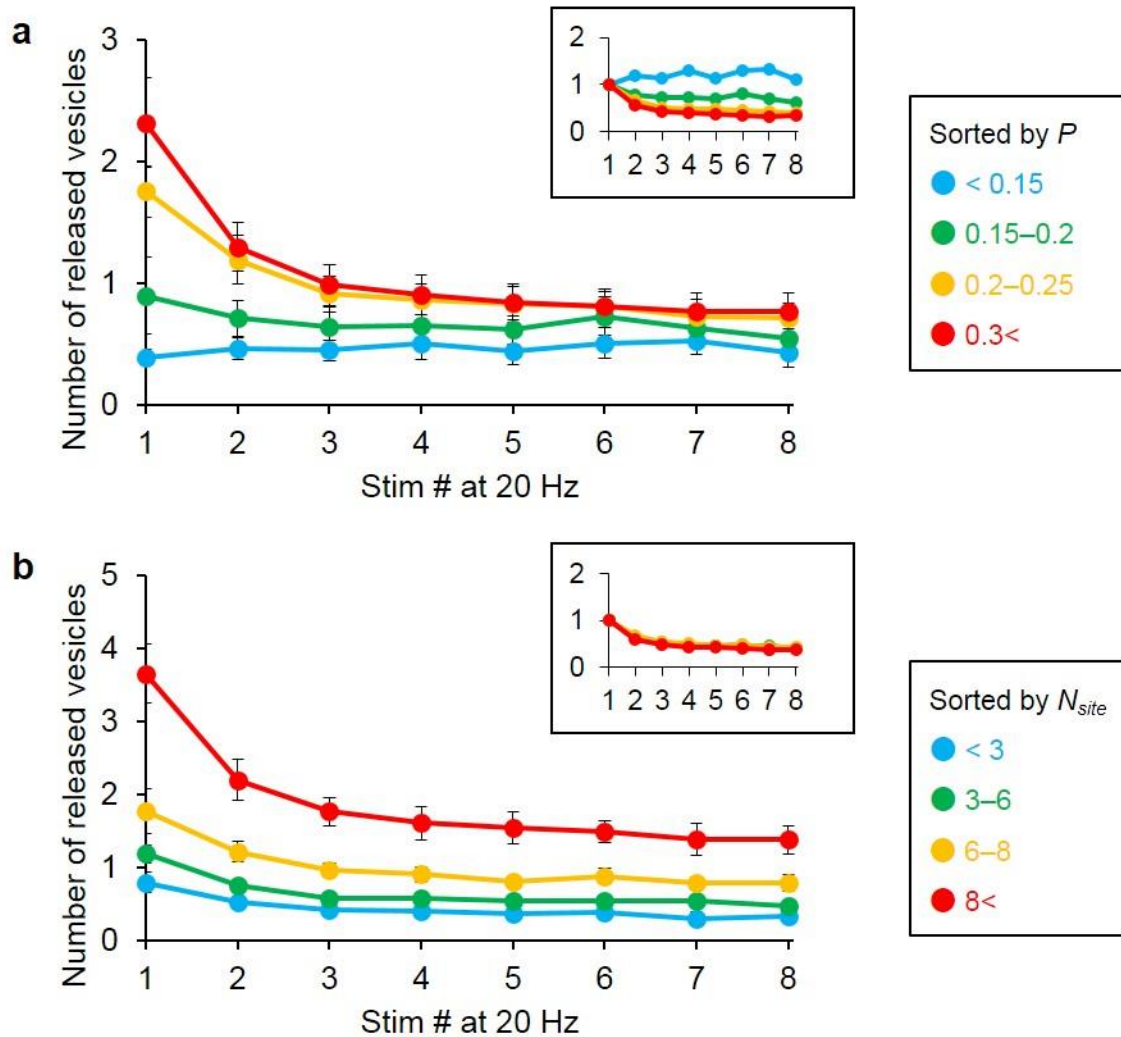 a
Number of released vesicles
3
2
1
0
1 2 3 4 5 6 7 8
Stim # at 20 Hz
2
1
0
1 2 3 4 5 6 7 8
Sorted by P
< 0.15
0.15–0.2
0.2–0.25
0.3<
b
Number of released vesicles
5
4
3
2
1
0
1 2 3 4 5 6 7 8
Stim # at 20 Hz
2
1
0
1 2 3 4 5 6 7 8
Sorted by Nsite
< 3
3–6
6–8
8<